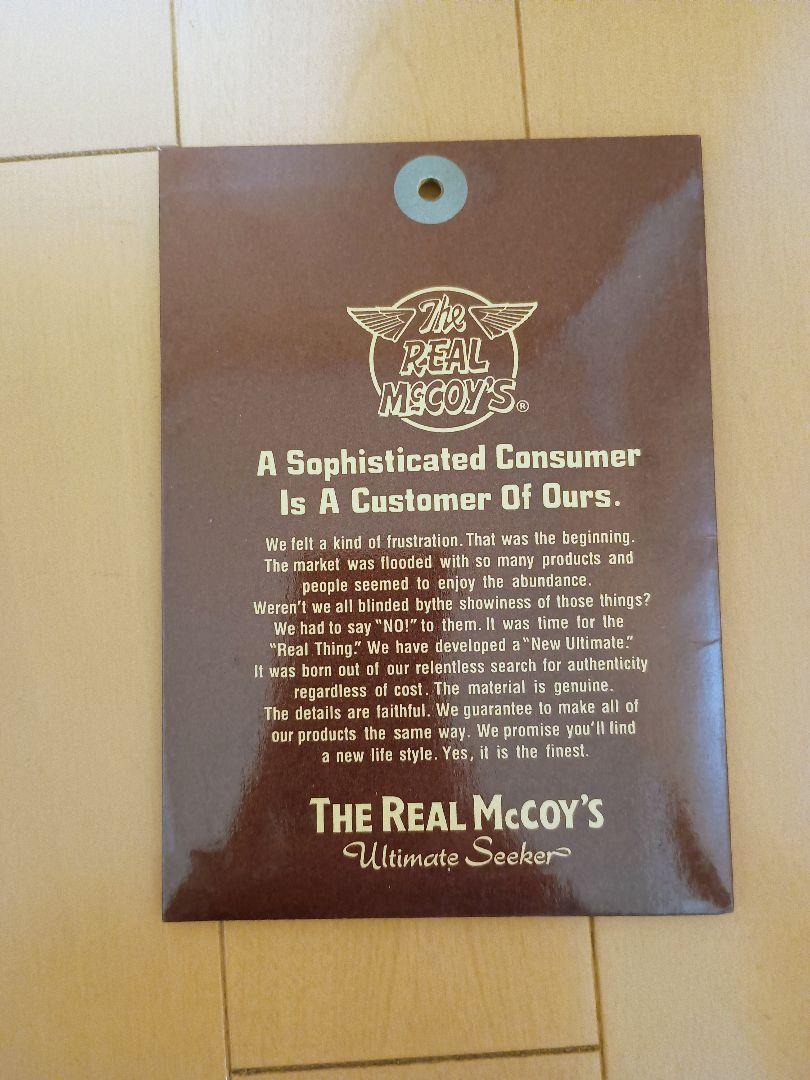 The
REAL
McCOY'S®
A Sophisticated Consumer
Is A Customer Of Ours.
We felt a kind of frustration. That was the beginning.
The market was flooded with so many products and
people seemed to enjoy the abundance.
Weren't we all blinded bythe showiness of those things?
We had to say "NO!" to them. It was time for the
"Real Thing." We have developed a "New Ultimate."
It was born out of our relentless search for authenticity
regardless of cost. The material is genuine.
The details are faithful. We guarantee to make all of
our products the same way. We promise you'll find
a new life style. Yes, it is the finest.
THE REAL McCOY'S
Ultimate Seeker